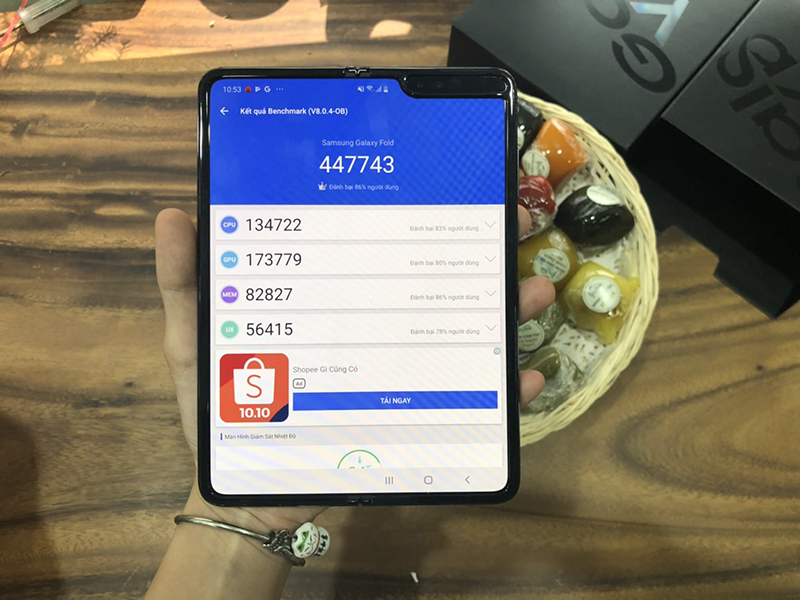 10:53
Kết quả Benchmark (V8.0.4-OB)
Samsung Galaxy Fold
447743
Đánh bại 86% người dùng
CPU 134722 Đánh bại 83% người dùng
GPU 173779 Đánh bại 80% người dùng
MEM 82827 Đánh bại 86% người dùng
UX 56415 Đánh bại 78% người dùng
Shopee Gì Cũng Có
Ad
S
10.10
TẢI NGAY
Màn Hình Giám Sát Nhiệt Độ